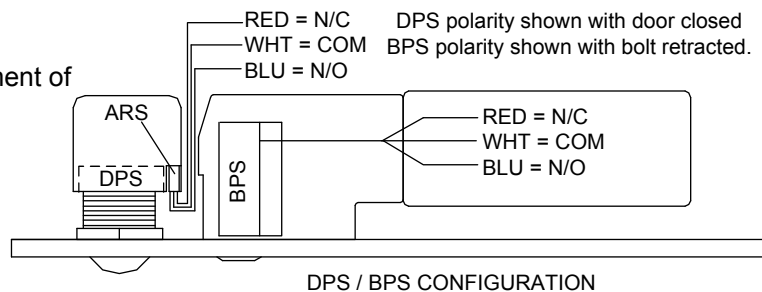 RED = N/C
WHT = COM
BLU = N/O
DPS polarity shown with door closed
BPS polarity shown with bolt retracted.
of
ARS
DPS
BPS
RED = N/C
WHT = COM
BLU = N/O
DPS / BPS CONFIGURATION